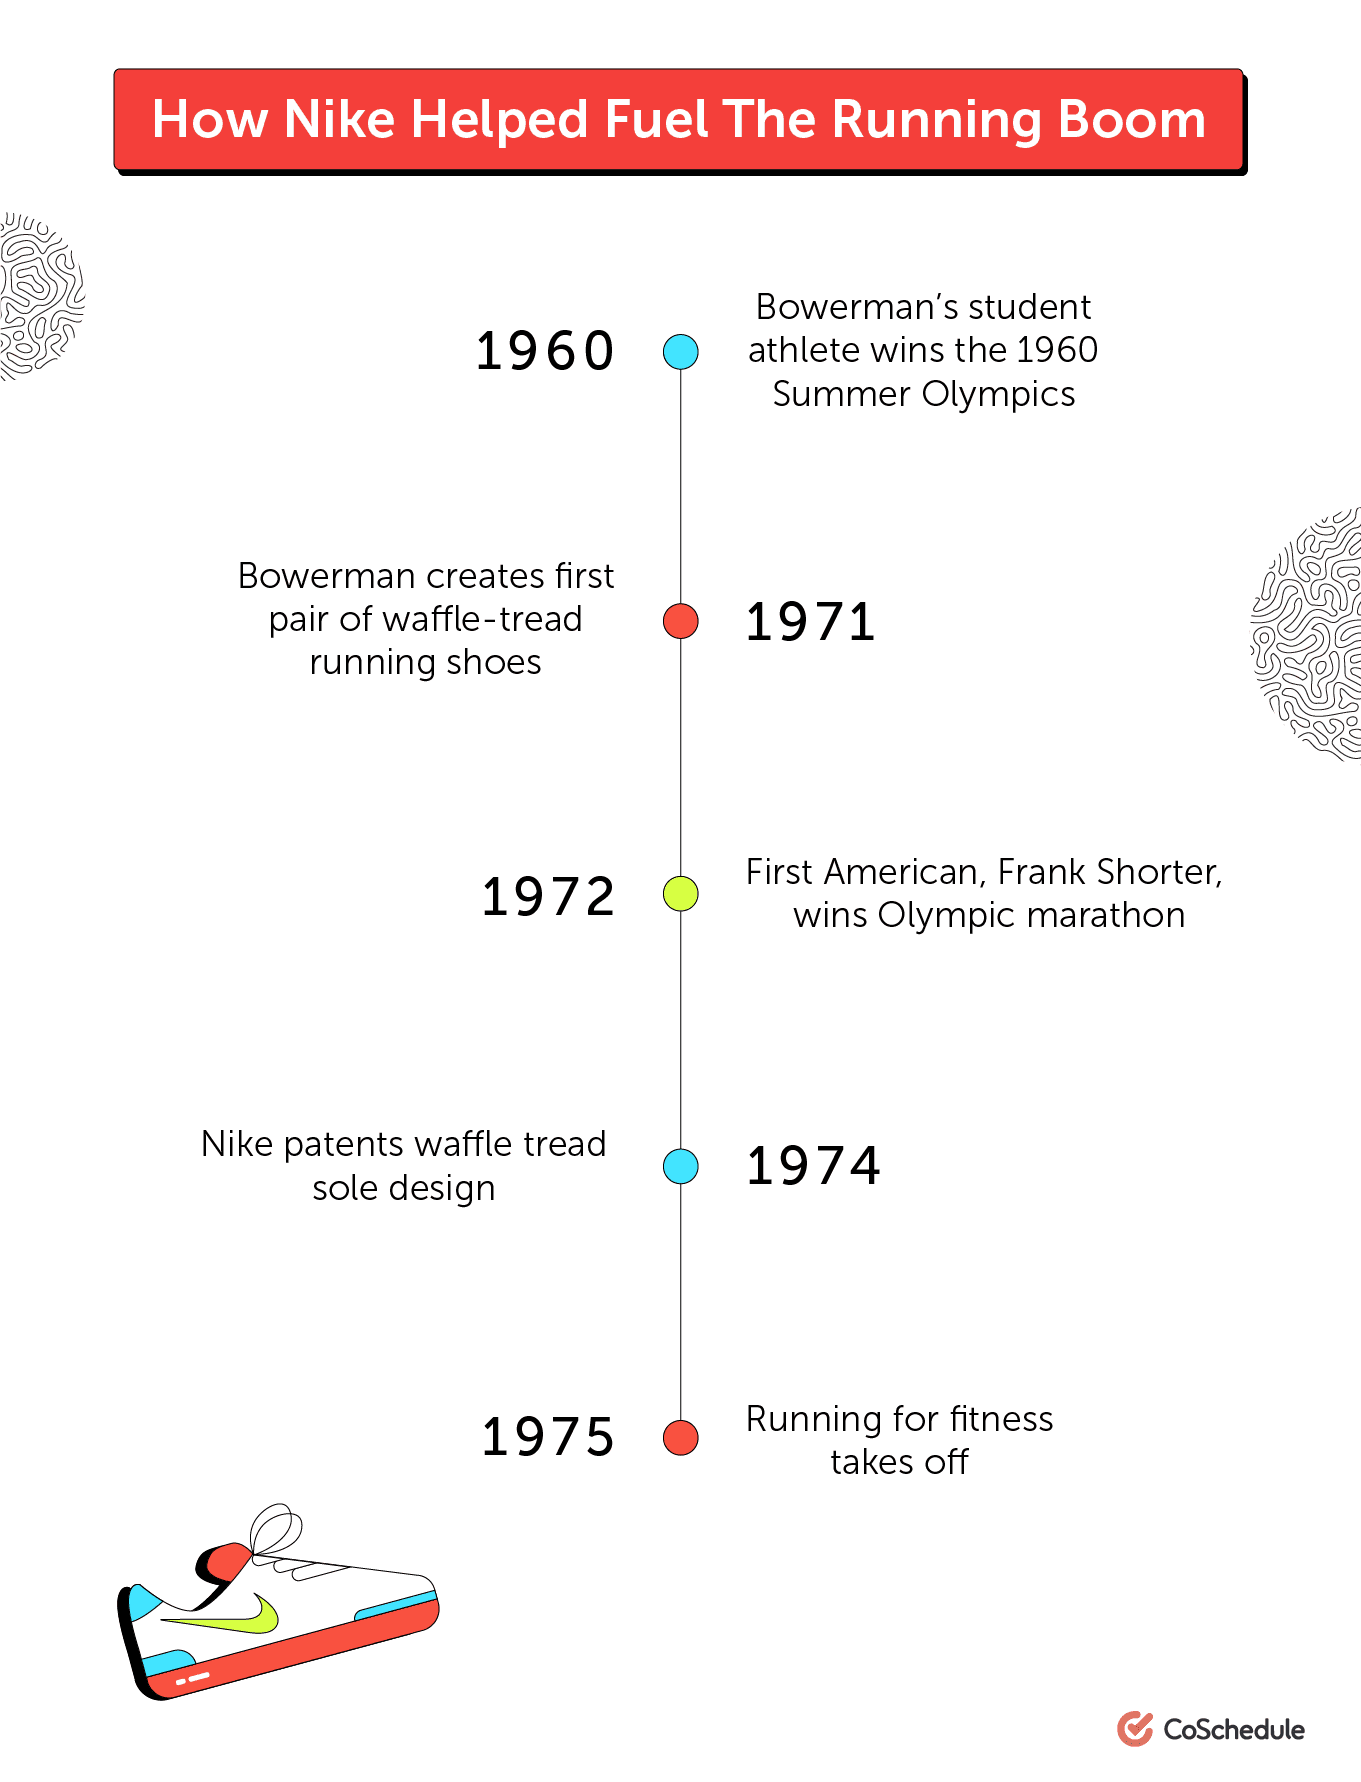 How Nike Helped Fuel The Running Boom
1960
Bowerman’s student
athlete wins the 1960
Summer Olympics
Bowerman creates first
pair of waffle-tread
running shoes
1971
1972
First American, Frank Shorter,
wins Olympic marathon
Nike patents waffle tread
sole design
1974
1975
Running for fitness
takes off
CoSchedule